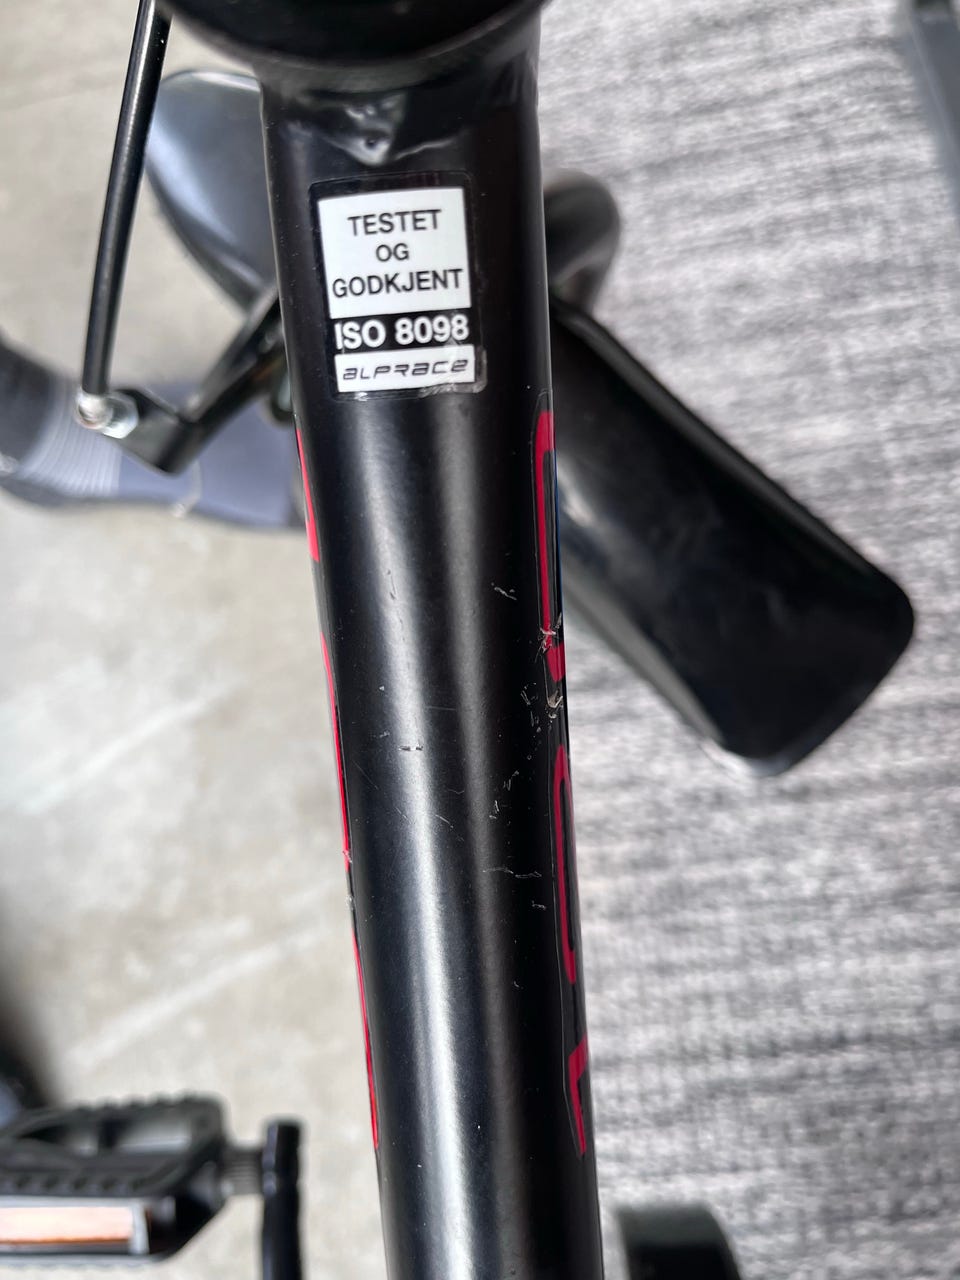 TESTET
OG
GODKJENT
ISO 8098
ALPRACE